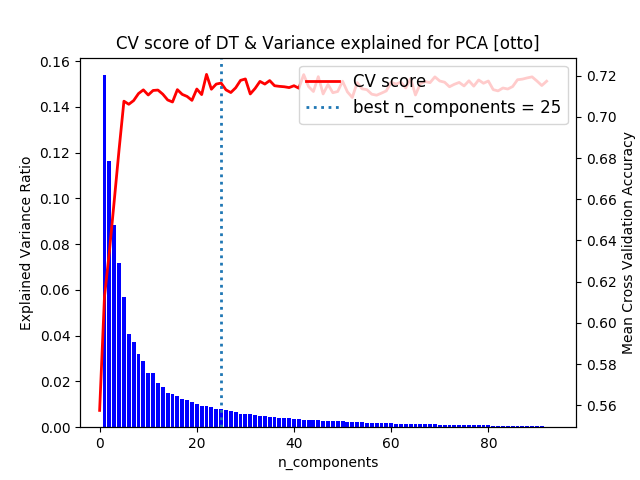 CV score of DT & Variance explained for PCA [otto]
CV score
best n_components = 25
Explained Variance Ratio
0.16
0.14
0.12
0.10
0.08
0.06
0.04
0.02
0.00
0.72
0.70
0.68
0.66
0.64
0.62
0.60
0.58
0.56
Mean Cross Validation Accuracy
0 20 40 60 80
n_components